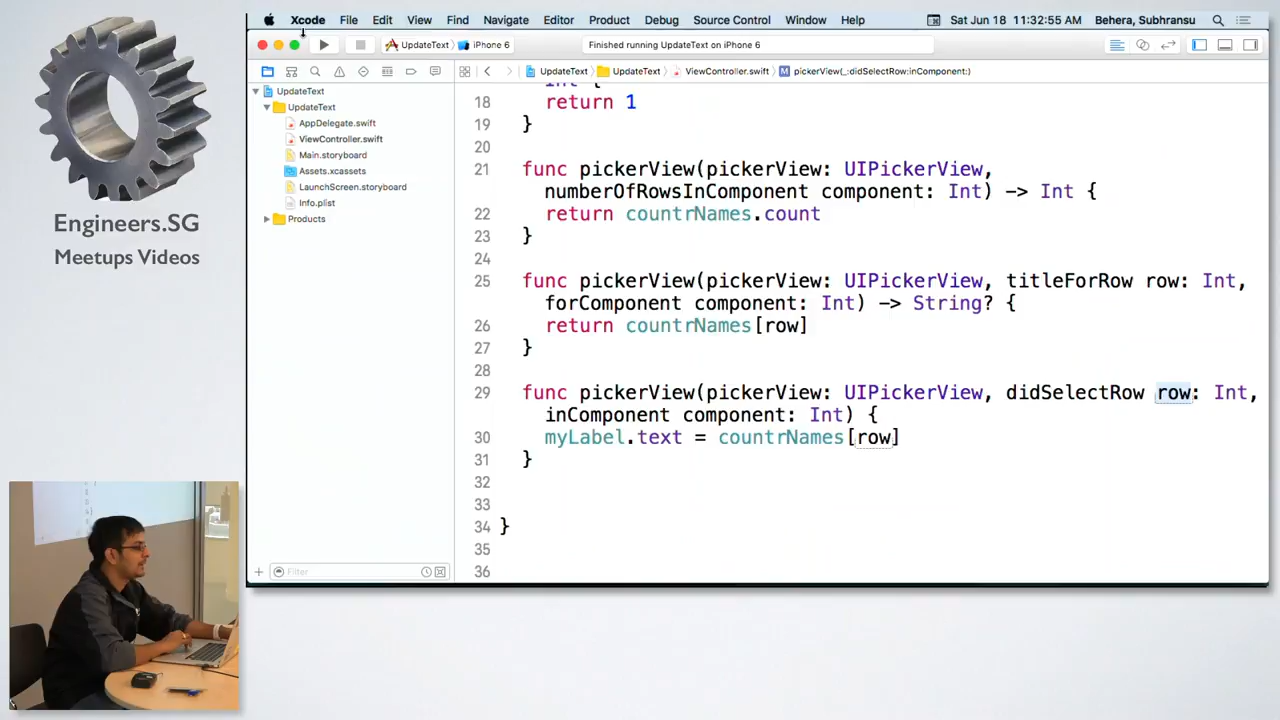 Xcode File Edit View Find Navigate Editor Product Debug Source Control Window Help Sat Jun 18 11:32:55 AM Behera, Subhransu
UpdateText iPhone 6 Finished running UpdateText on iPhone 6
UpdateText UpdateText ViewController.swift M pickerView(_:didSelectRow:inComponent:)
UpdateText
UpdateText
AppDelegate.swift
ViewController.swift
Main.storyboard
Assets.xcassets
LaunchScreen.storyboard
Info.plist
Products
Filter
Int {
18 return 1
19 }
20
21 func pickerView(pickerView: UIPickerView,
numberOfRowsInComponent component: Int) -> Int {
22 return countrNames.count
23 }
24
25 func pickerView(pickerView: UIPickerView, titleForRow row: Int,
forComponent component: Int) -> String? {
26 return countrNames[row]
27 }
28
29 func pickerView(pickerView: UIPickerView, didSelectRow row: Int,
inComponent component: Int) {
30 myLabel.text = countrNames[row]
31 }
32
33
34 }
35
36
Engineers.SG
Meetups Videos